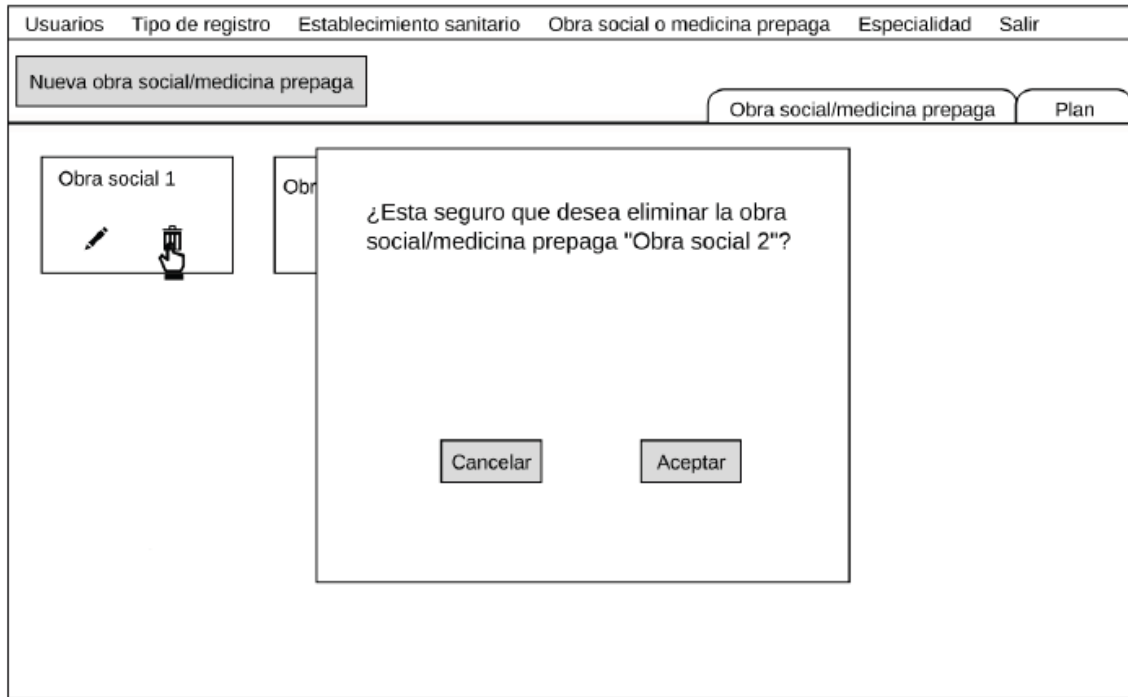 Usuarios Tipo de registro Establecimiento sanitario Obra social o medicina prepaga Especialidad Salir
Nueva obra social/medicina prepaga
Obra social/medicina prepaga Plan
Obra social 1
Obr
¿Esta seguro que desea eliminar la obra
social/medicina prepaga "Obra social 2"?
Cancelar Aceptar